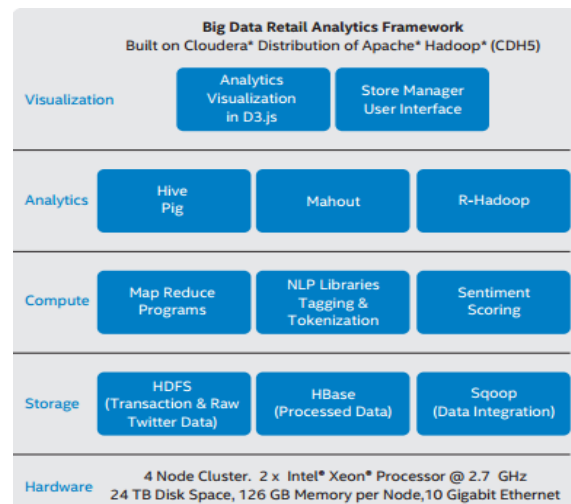 Big Data Retail Analytics Framework
Built on Cloudera* Distribution of Apache* Hadoop* (CDH5)
Visualization
Analytics
Visualization
in D3.js
Store Manager
User Interface
Analytics
Hive
Pig
Mahout
R-Hadoop
Compute
Map Reduce
Programs
NLP Libraries
Tagging &
Tokenization
Sentiment
Scoring
Storage
HDFS
(Transaction & Raw
Twitter Data)
HBase
(Processed Data)
Sqoop
(Data Integration)
Hardware
4 Node Cluster. 2 x Intel® Xeon® Processor @ 2.7 GHz
24 TB Disk Space, 126 GB Memory per Node,10 Gigabit Ethernet